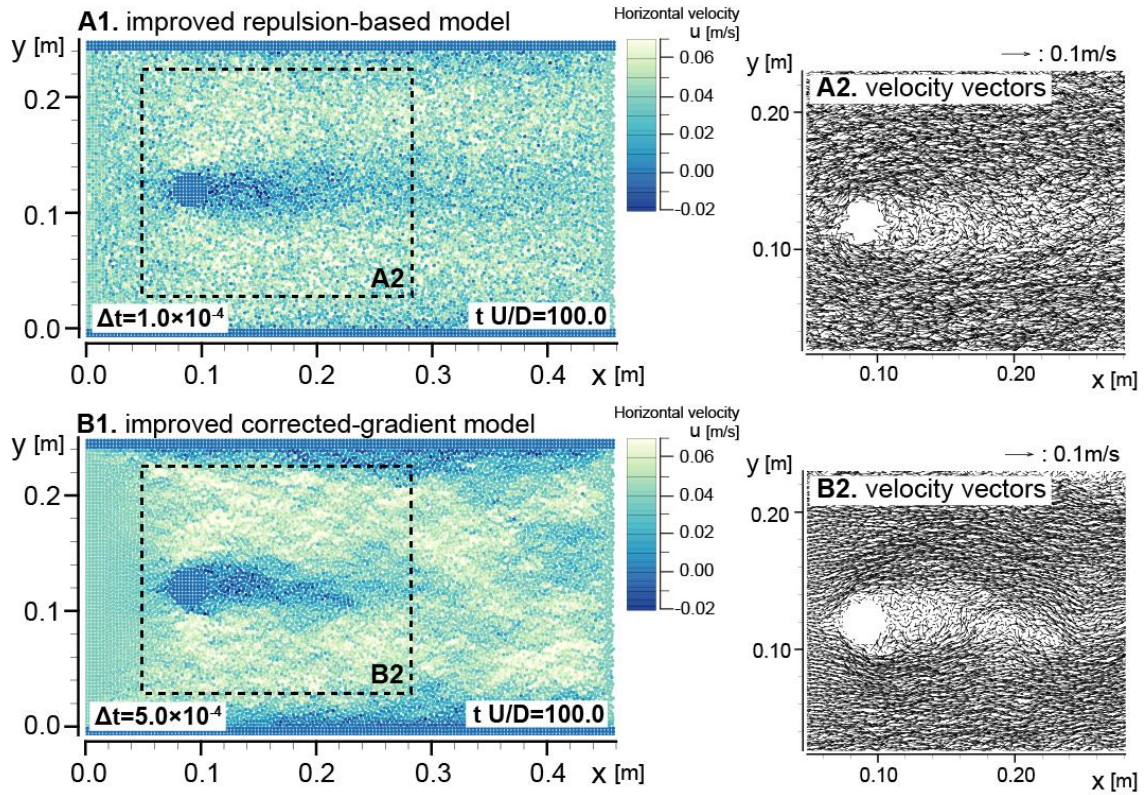 A1. improved repulsion-based model
y [m]
0.2
0.1
0.0
A2
Δt=1.0×10⁻⁴
t U/D=100.0
0.0 0.1 0.2 0.3 0.4 x [m]
Horizontal velocity
u [m/s]
0.06
0.04
0.02
0.00
-0.02
: 0.1m/s
y [m]
A2. velocity vectors
0.20
0.10
0.10 0.20
x [m]
B1. improved corrected-gradient model
y [m]
0.2
0.1
0.0
B2
Δt=5.0×10⁻⁴
t U/D=100.0
0.0 0.1 0.2 0.3 0.4 x [m]
Horizontal velocity
u [m/s]
0.06
0.04
0.02
0.00
-0.02
: 0.1m/s
y [m]
B2. velocity vectors
0.20
0.10
0.10 0.20
x [m]